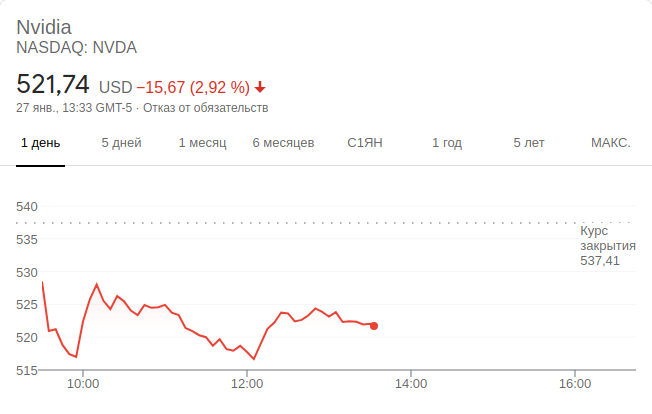 Nvidia
NASDAQ: NVDA
521,74 USD −15,67 (2,92 %)
27 янв., 13:33 GMT-5 · Отказ от обязательств
1 день 5 дней 1 месяц 6 месяцев С1ЯН 1 год 5 лет МАКС.
540
Курс
535
закрытия
537,41
530
525
520
515
10:00 12:00 14:00 16:00